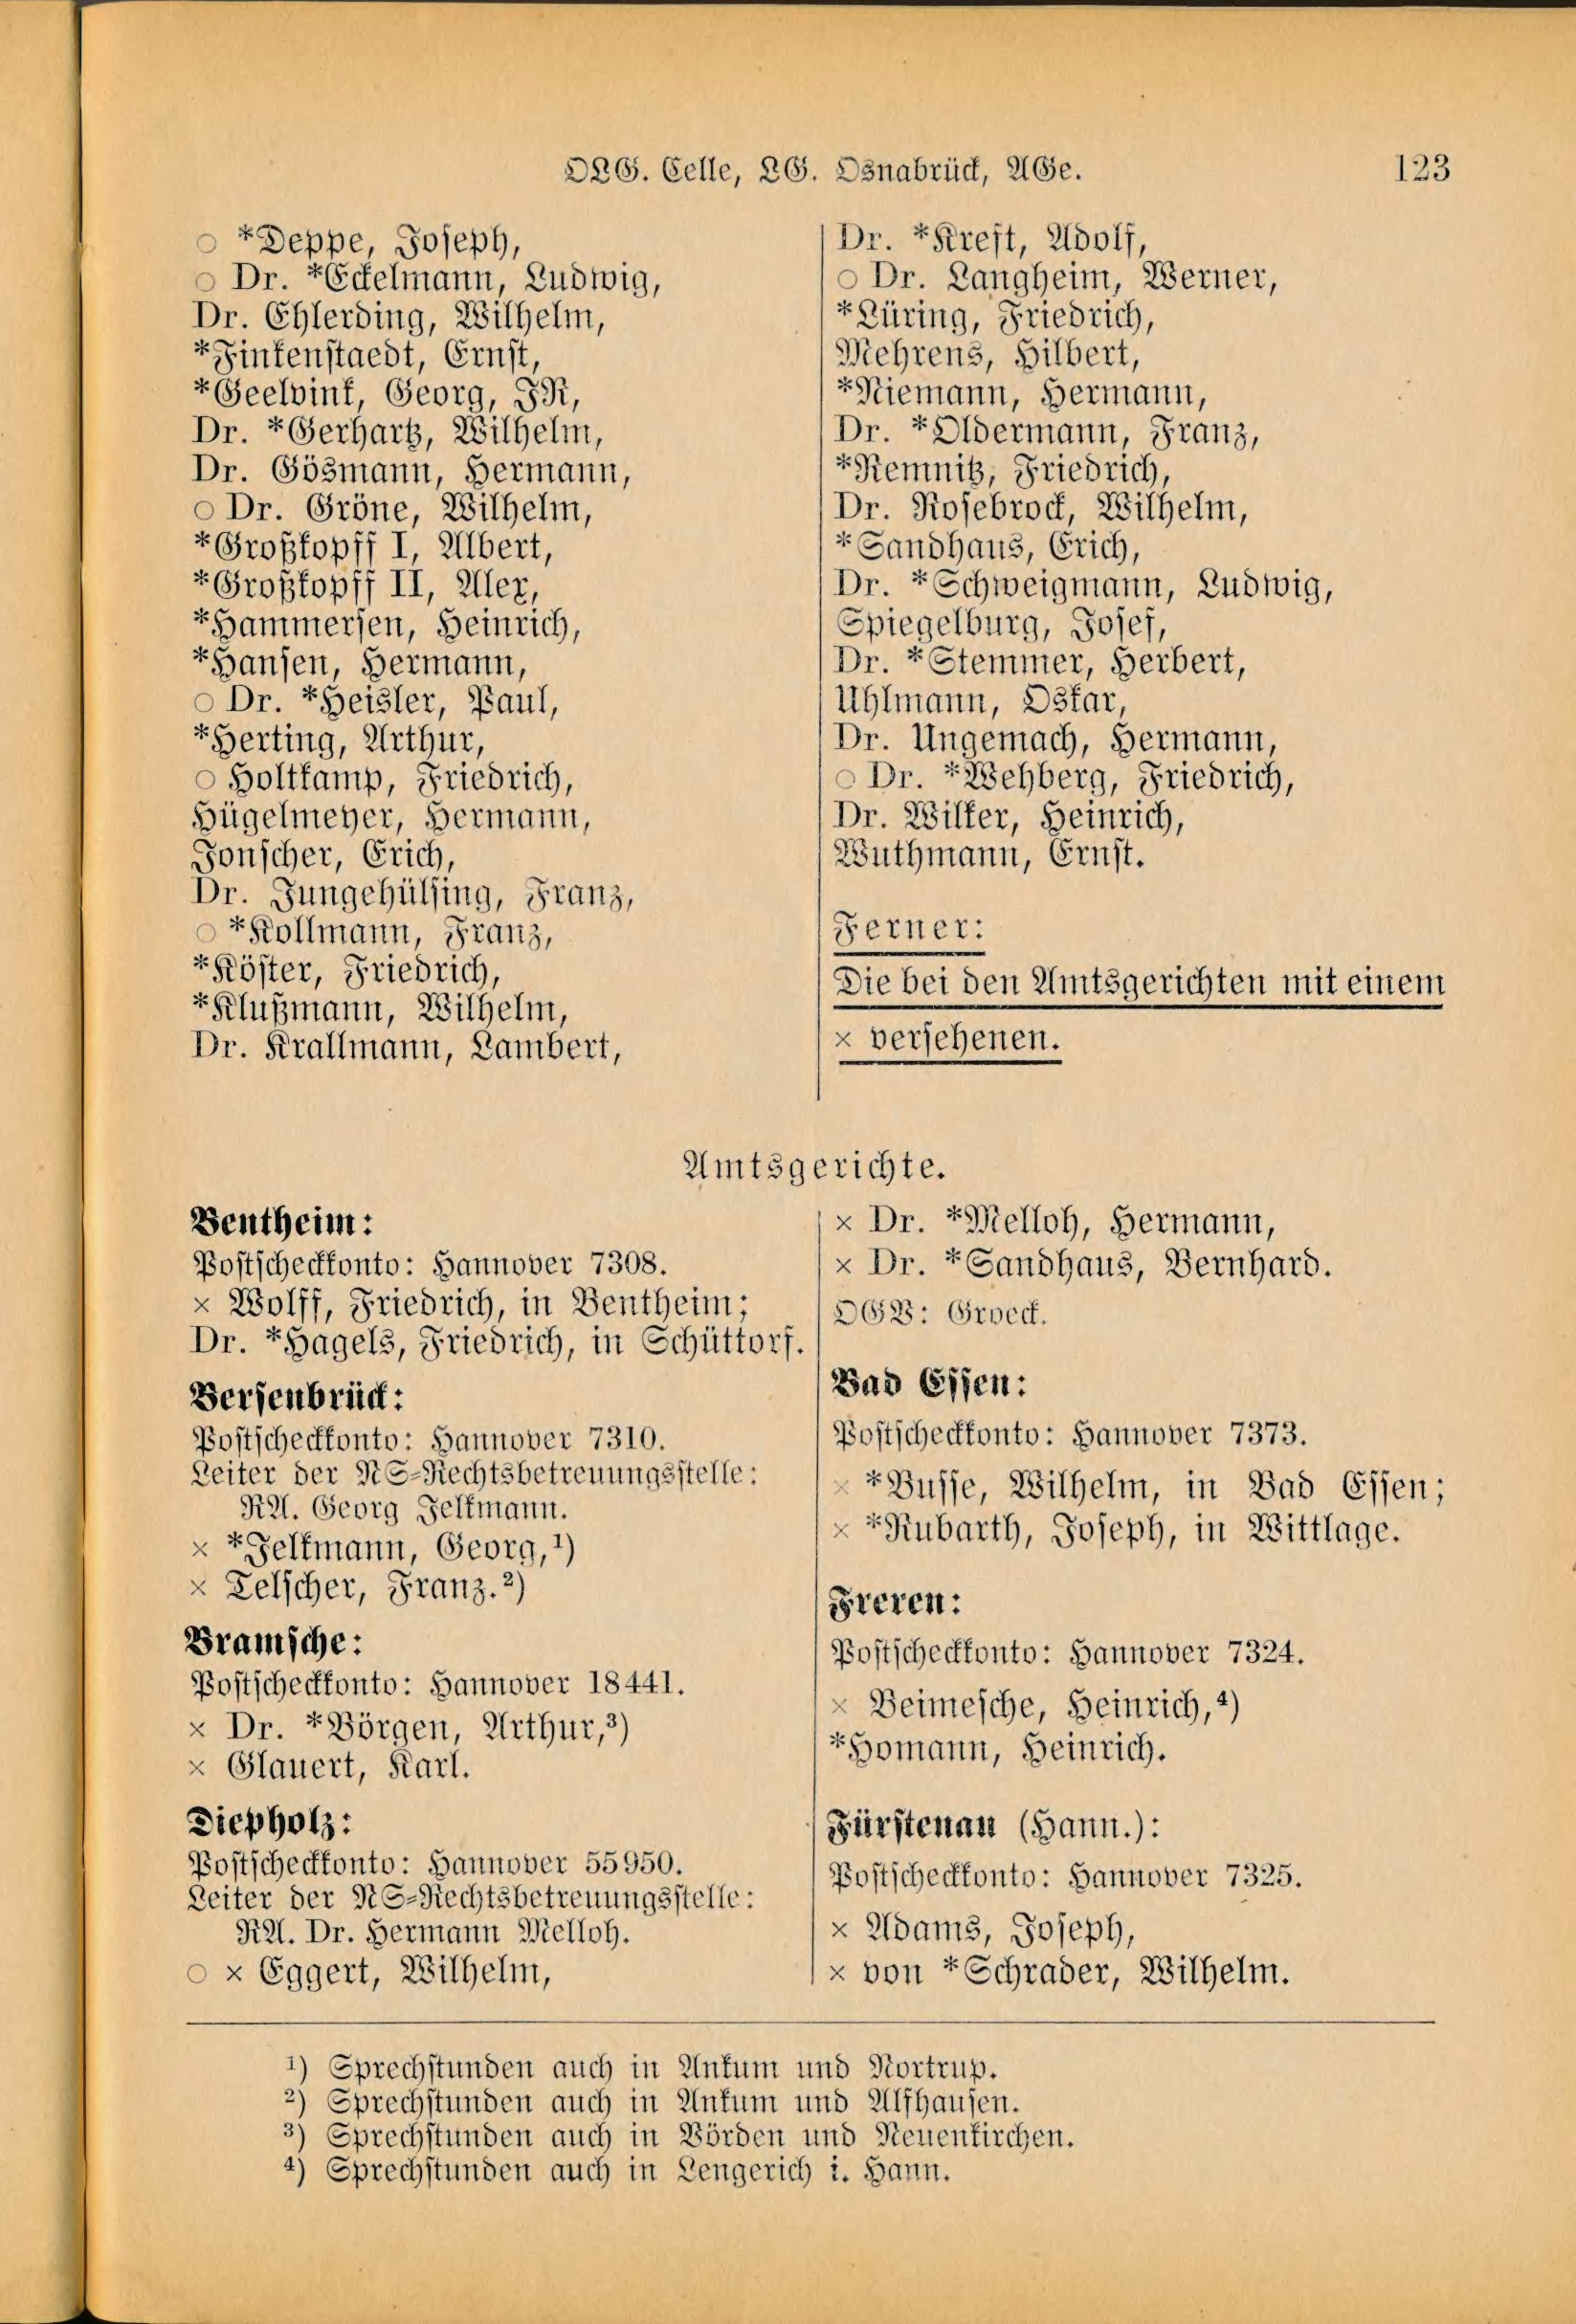 OLG. Celle, LG. Osnabrück, AGe.
123
○ *Deppe, Joseph,
○ Dr. *Eckelmann, Ludwig,
Dr. Ehlerding, Wilhelm,
*Finkenstaedt, Ernst,
*Geelvink, Georg, JR,
Dr. *Gerhartz, Wilhelm,
Dr. Gösmann, Hermann,
○ Dr. Gröne, Wilhelm,
*Großkopff I, Albert,
*Großkopff II, Alex,
*Hammersen, Heinrich,
*Hansen, Hermann,
○ Dr. *Heisler, Paul,
*Herting, Arthur,
○ Holtkamp, Friedrich,
Hügelmeyer, Hermann,
Jonscher, Erich,
Dr. Jungehülsing, Franz,
○ *Kollmann, Franz,
*Köster, Friedrich,
*Klußmann, Wilhelm,
Dr. Krallmann, Lambert,
Dr. *Kreft, Adolf,
○ Dr. Langheim, Werner,
*Lüring, Friedrich,
Mehrens, Hilbert,
*Niemann, Hermann,
Dr. *Oldermann, Franz,
*Remnitz, Friedrich,
Dr. Rosebrock, Wilhelm,
*Sandhaus, Erich,
Dr. *Schweigmann, Ludwig,
Spiegelburg, Josef,
Dr. *Stemmer, Herbert,
Uhlmann, Oskar,
Dr. Ungemach, Hermann,
○ Dr. *Wehberg, Friedrich,
Dr. Wilker, Heinrich,
Wuthmann, Ernst.
Ferner:
Die bei den Amtsgerichten mit einem
× versehenen.
Amtsgerichte.
Bentheim:
Postscheckkonto: Hannover 7308.
× Wolff, Friedrich, in Bentheim;
Dr. *Hagels, Friedrich, in Schüttorf.
Bersenbrück:
Postscheckkonto: Hannover 7310.
Leiter der NS-Rechtsbetreuungsstelle:
RA. Georg Jelkmann.
× *Jelkmann, Georg,¹)
× Telscher, Franz.²)
Bramsche:
Postscheckkonto: Hannover 18441.
× Dr. *Börgen, Arthur,³)
× Glauert, Karl.
Diepholz:
Postscheckkonto: Hannover 55950.
Leiter der NS-Rechtsbetreuungsstelle:
RA. Dr. Hermann Melloh.
○ × Eggert, Wilhelm,
× Dr. *Melloh, Hermann,
× Dr. *Sandhaus, Bernhard.
OGV: Groeck.
Bad Essen:
Postscheckkonto: Hannover 7373.
× *Busse, Wilhelm, in Bad Essen;
× *Rubarth, Joseph, in Wittlage.
Freren:
Postscheckkonto: Hannover 7324.
× Beimesche, Heinrich,⁴)
*Homann, Heinrich.
Fürstenau (Hann.):
Postscheckkonto: Hannover 7325.
× Adams, Joseph,
× von *Schrader, Wilhelm.
¹) Sprechstunden auch in Ankum und Nortrup.
²) Sprechstunden auch in Ankum und Alfhausen.
³) Sprechstunden auch in Vörden und Neuenkirchen.
⁴) Sprechstunden auch in Lengerich i. Hann.